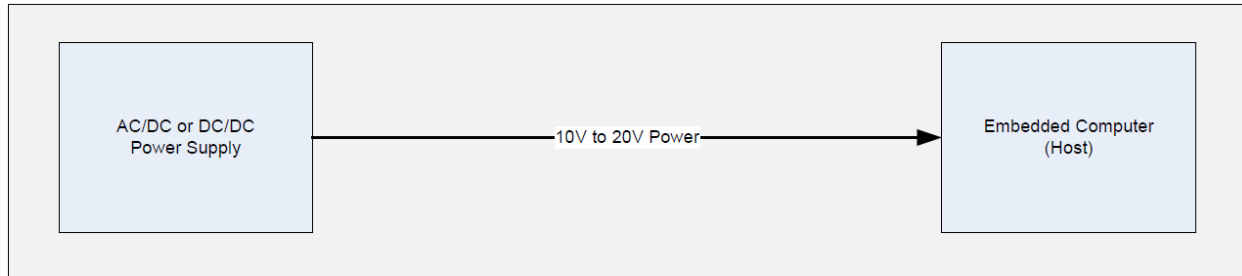 AC/DC or DC/DC
Power Supply
10V to 20V Power
Embedded Computer
(Host)